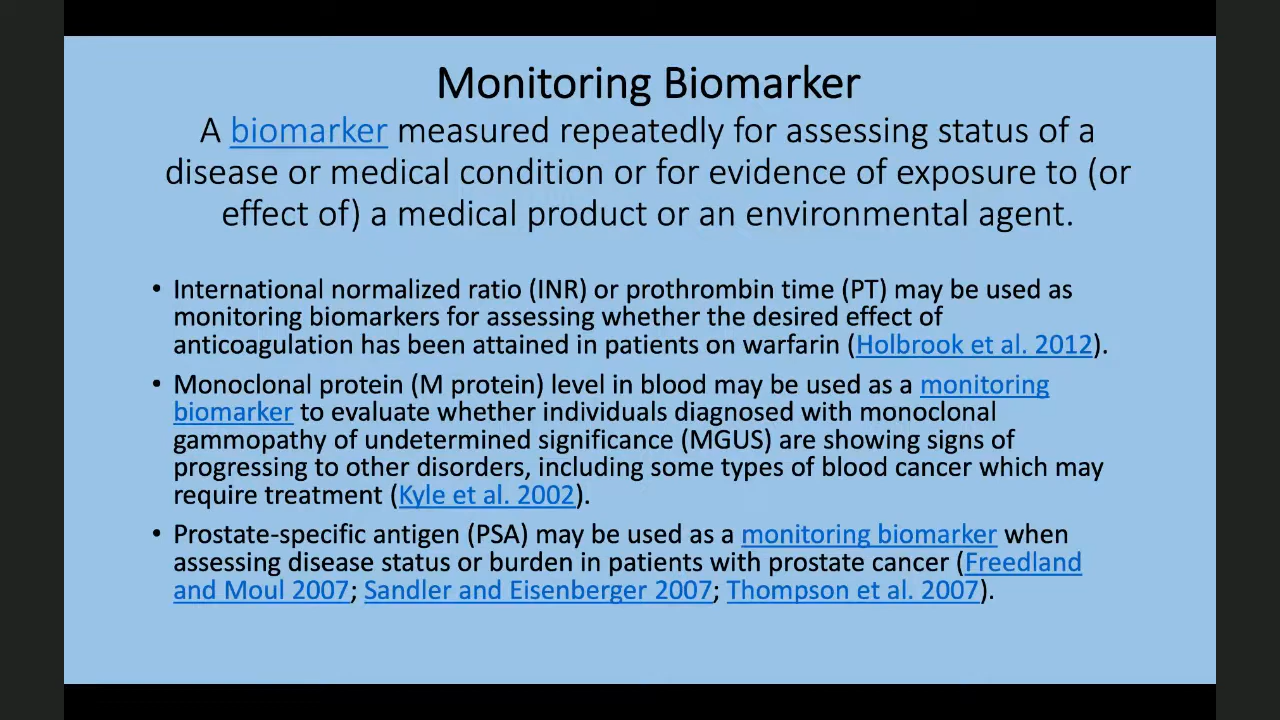 Monitoring Biomarker
A biomarker measured repeatedly for assessing status of a
disease or medical condition or for evidence of exposure to (or
effect of) a medical product or an environmental agent.
• International normalized ratio (INR) or prothrombin time (PT) may be used as
monitoring biomarkers for assessing whether the desired effect of
anticoagulation has been attained in patients on warfarin (Holbrook et al. 2012).
• Monoclonal protein (M protein) level in blood may be used as a monitoring
biomarker to evaluate whether individuals diagnosed with monoclonal
gammopathy of undetermined significance (MGUS) are showing signs of
progressing to other disorders, including some types of blood cancer which may
require treatment (Kyle et al. 2002).
• Prostate-specific antigen (PSA) may be used as a monitoring biomarker when
assessing disease status or burden in patients with prostate cancer (Freedland
and Moul 2007; Sandler and Eisenberger 2007; Thompson et al. 2007).